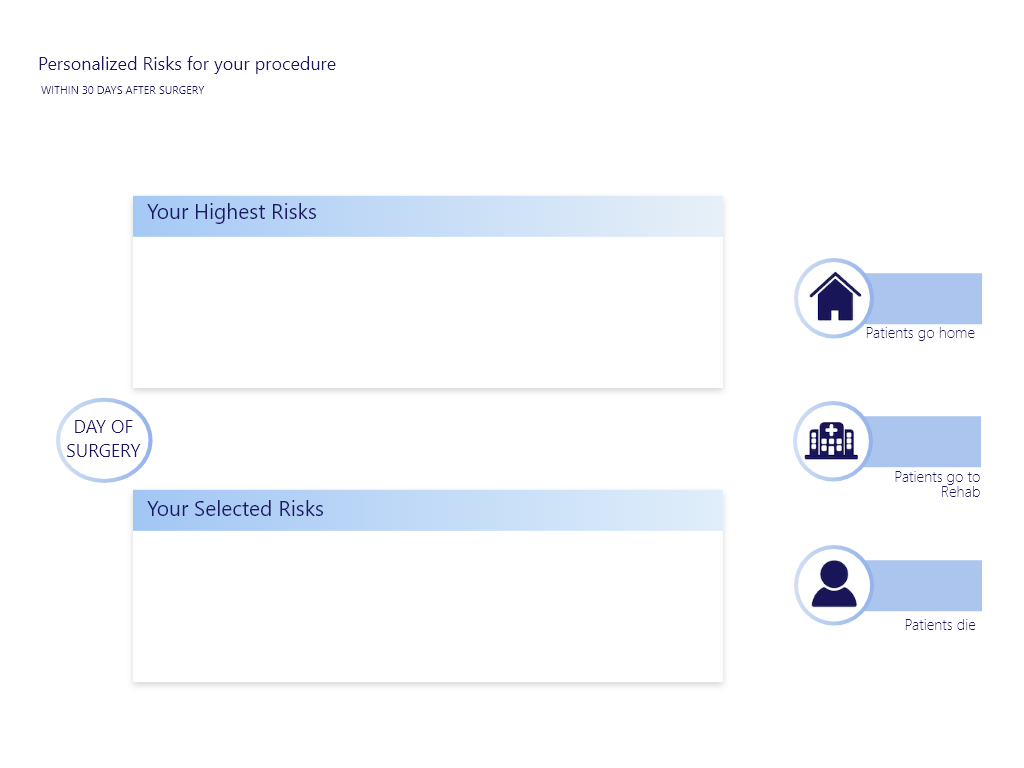 Personalized Risks for your procedure
WITHIN 30 DAYS AFTER SURGERY
Your Highest Risks
Patients go home
DAY OF
SURGERY
Patients go to
Rehab
Your Selected Risks
Patients die